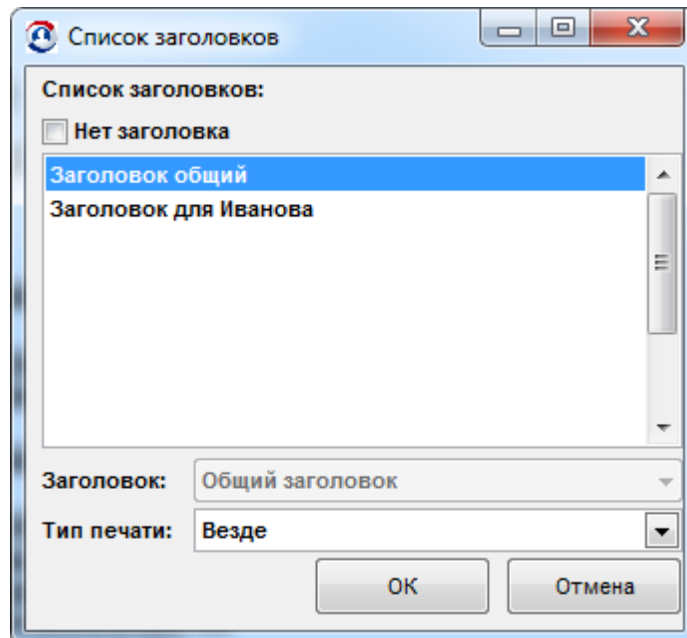 Список заголовков
Список заголовков:
Нет заголовка
Заголовок общий
Заголовок для Иванова
Заголовок: Общий заголовок
Тип печати: Везде
ОК Отмена